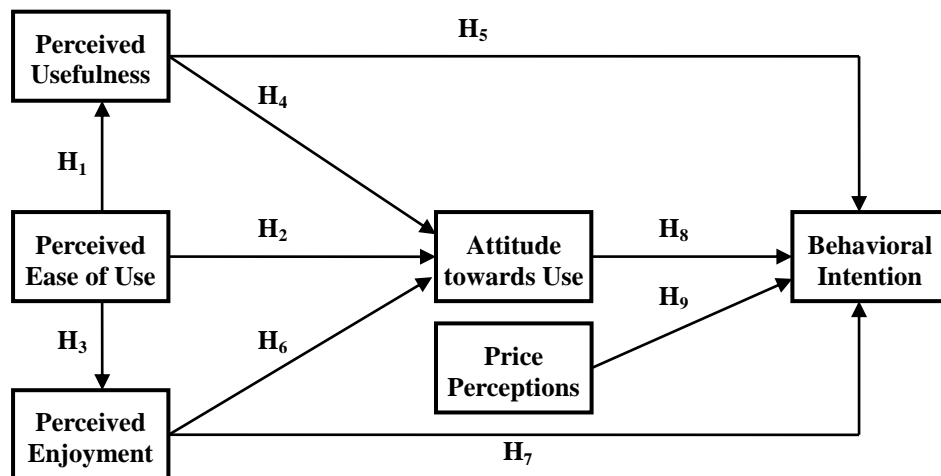 Perceived
Usefulness
H₅
H₄
H₁
Perceived
Ease of Use
H₂
Attitude
towards Use
H₈
Behavioral
Intention
H₃
H₆
H₉
Price
Perceptions
Perceived
Enjoyment
H₇